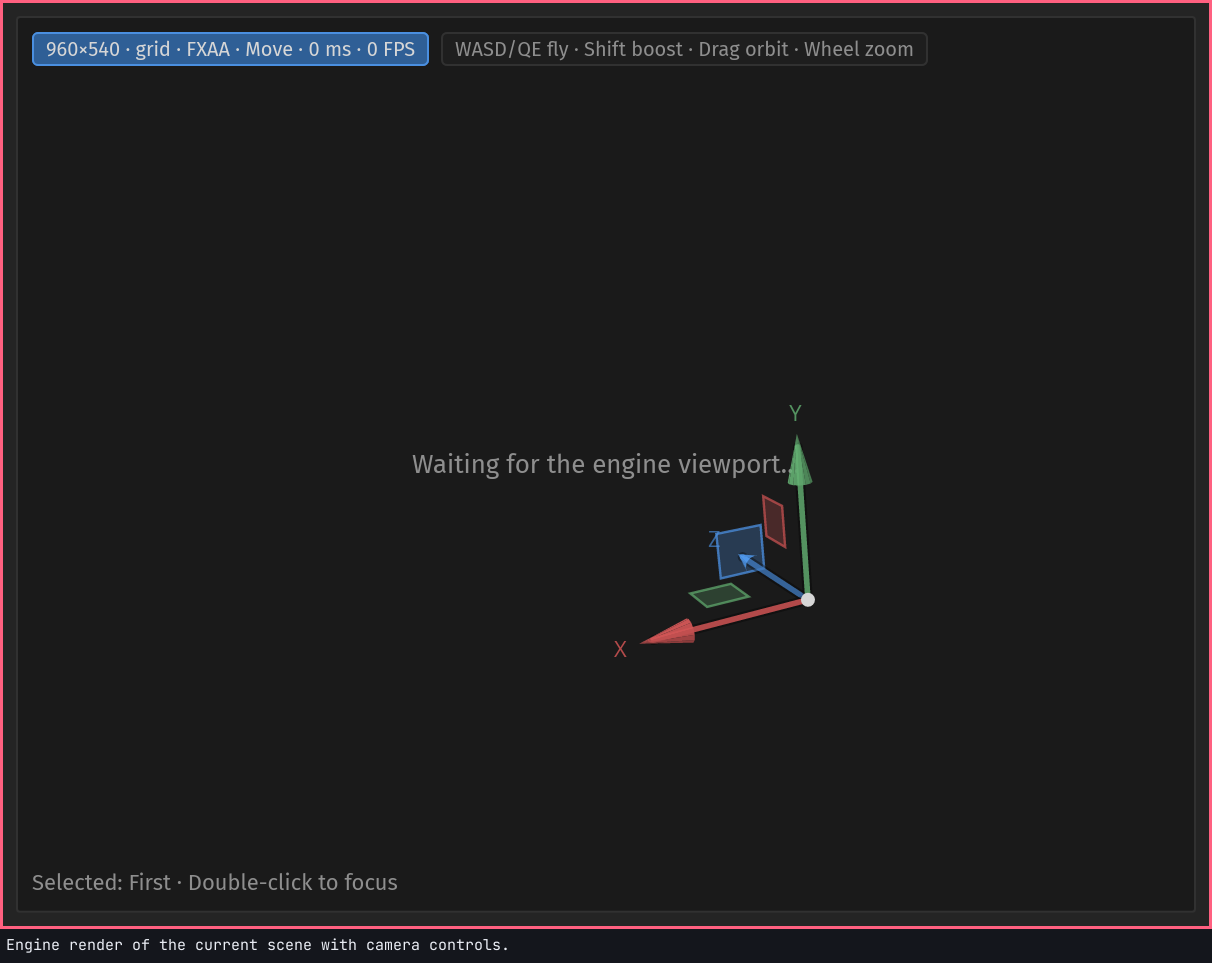 960×540 · grid · FXAA · Move · 0 ms · 0 FPS
WASD/QE fly · Shift boost · Drag orbit · Wheel zoom
Y
Waiting for the engine viewport...
Z
X
Selected: First · Double-click to focus
Engine render of the current scene with camera controls.